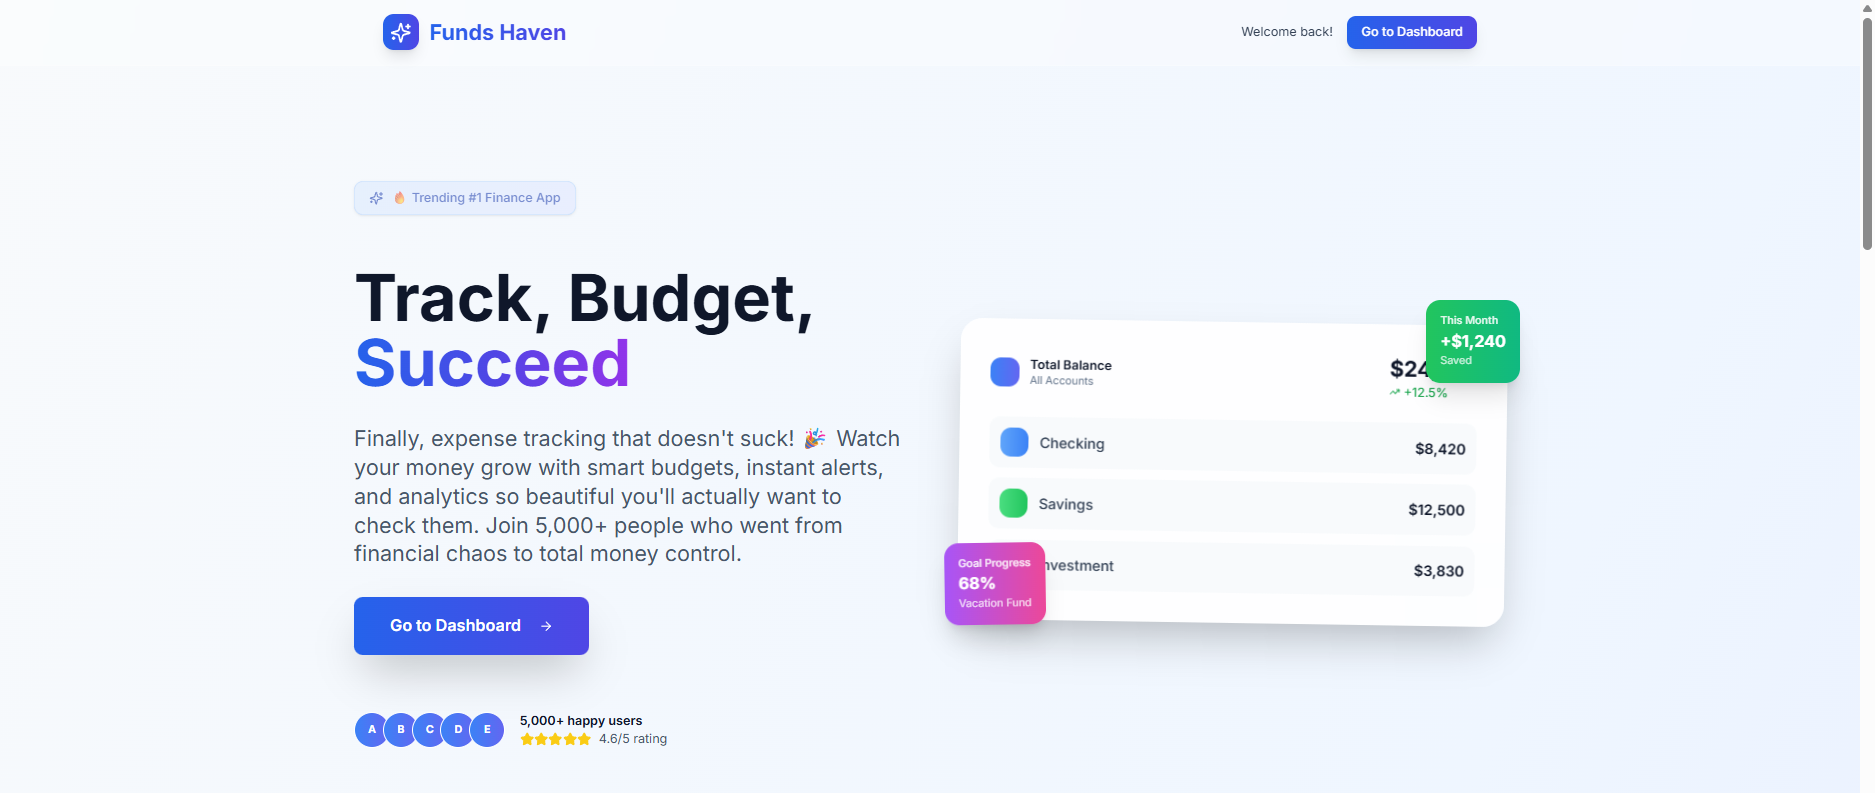 Funds Haven
Welcome back!
Go to Dashboard
🔥 Trending #1 Finance App
Track, Budget,
Succeed
Finally, expense tracking that doesn't suck! 🎉 Watch
your money grow with smart budgets, instant alerts,
and analytics so beautiful you'll actually want to
check them. Join 5,000+ people who went from
financial chaos to total money control.
Go to Dashboard →
A B C D E
5,000+ happy users
4.6/5 rating
This Month
+$1,240
Saved
Total Balance
All Accounts
$24
+12.5%
Checking
$8,420
Savings
$12,500
nvestment
$3,830
Goal Progress
68%
Vacation Fund